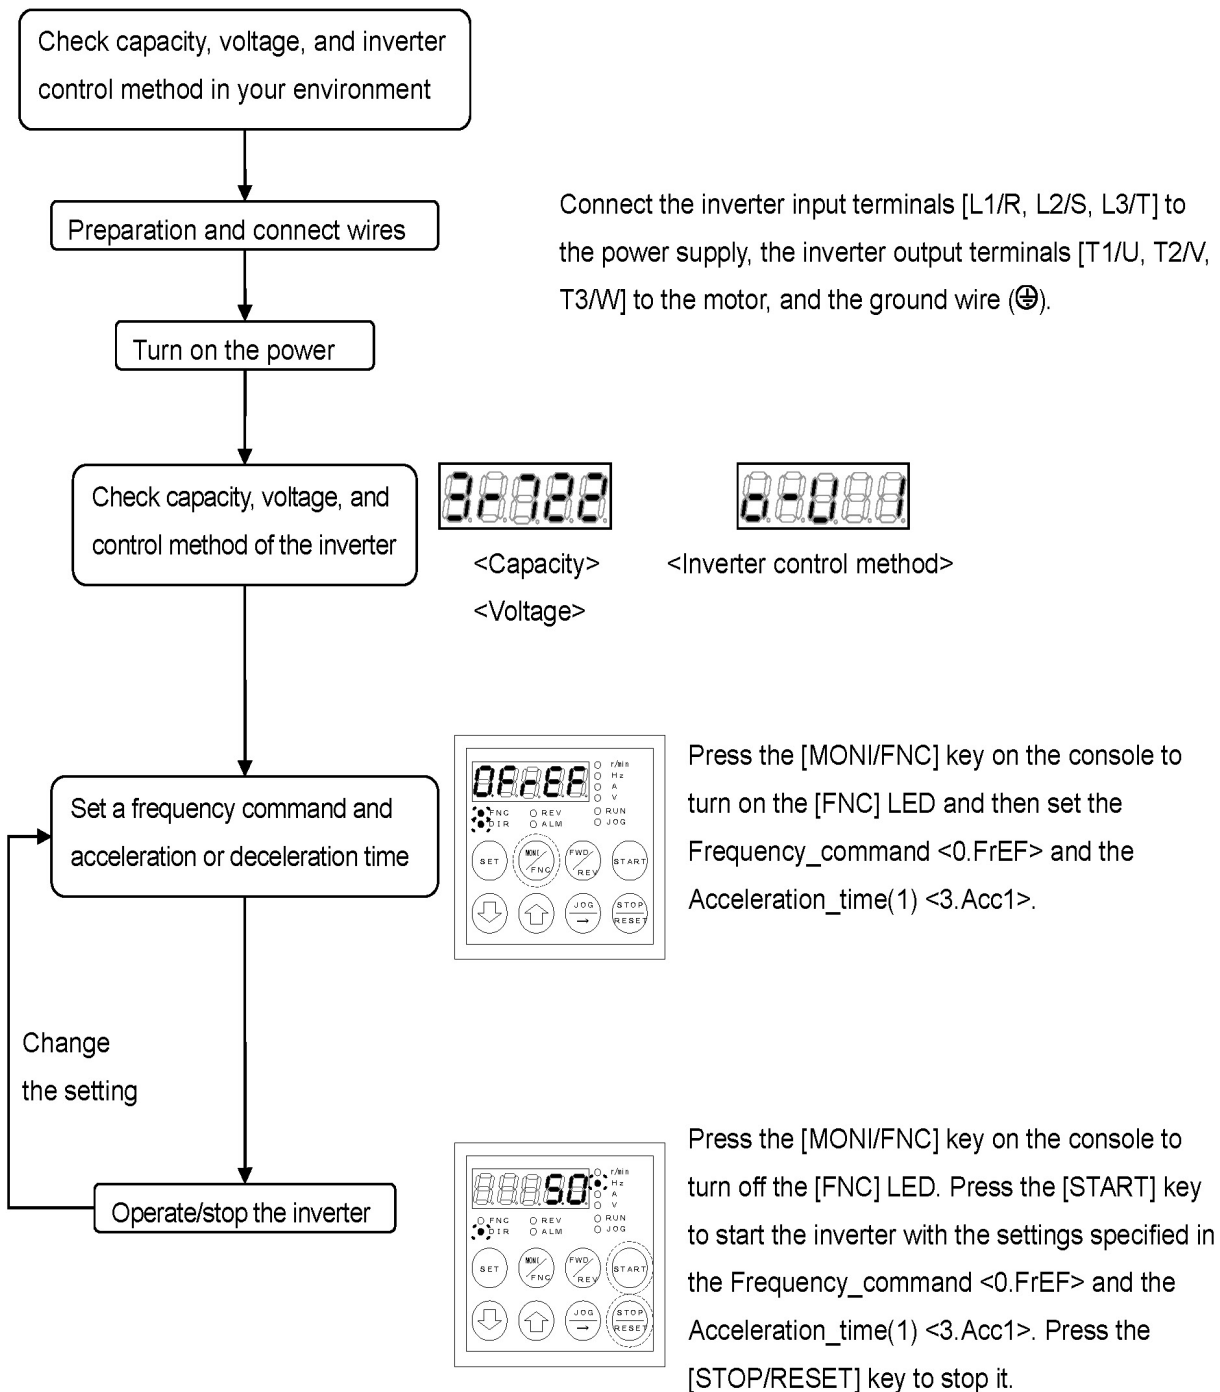 Check capacity, voltage, and inverter
control method in your environment
Preparation and connect wires
Connect the inverter input terminals [L1/R, L2/S, L3/T] to
the power supply, the inverter output terminals [T1/U, T2/V,
T3/W] to the motor, and the ground wire (⏚).
Turn on the power
Check capacity, voltage, and
control method of the inverter
3r722
<Capacity>
<Voltage>
o-U 1
<Inverter control method>
Set a frequency command and
acceleration or deceleration time
0FrEF
r/min
Hz
A
V
FNC REV RUN
DIR ALM JOG
SET MONI/FNC FWD/REV START
JOG → STOP/RESET
Press the [MONI/FNC] key on the console to
turn on the [FNC] LED and then set the
Frequency_command <0.FrEF> and the
Acceleration_time(1) <3.Acc1>.
Change
the setting
Operate/stop the inverter
50
r/min
Hz
A
V
FNC REV RUN
DIR ALM JOG
SET MONI/FNC FWD/REV START
JOG → STOP/RESET
Press the [MONI/FNC] key on the console to
turn off the [FNC] LED. Press the [START] key
to start the inverter with the settings specified in
the Frequency_command <0.FrEF> and the
Acceleration_time(1) <3.Acc1>. Press the
[STOP/RESET] key to stop it.